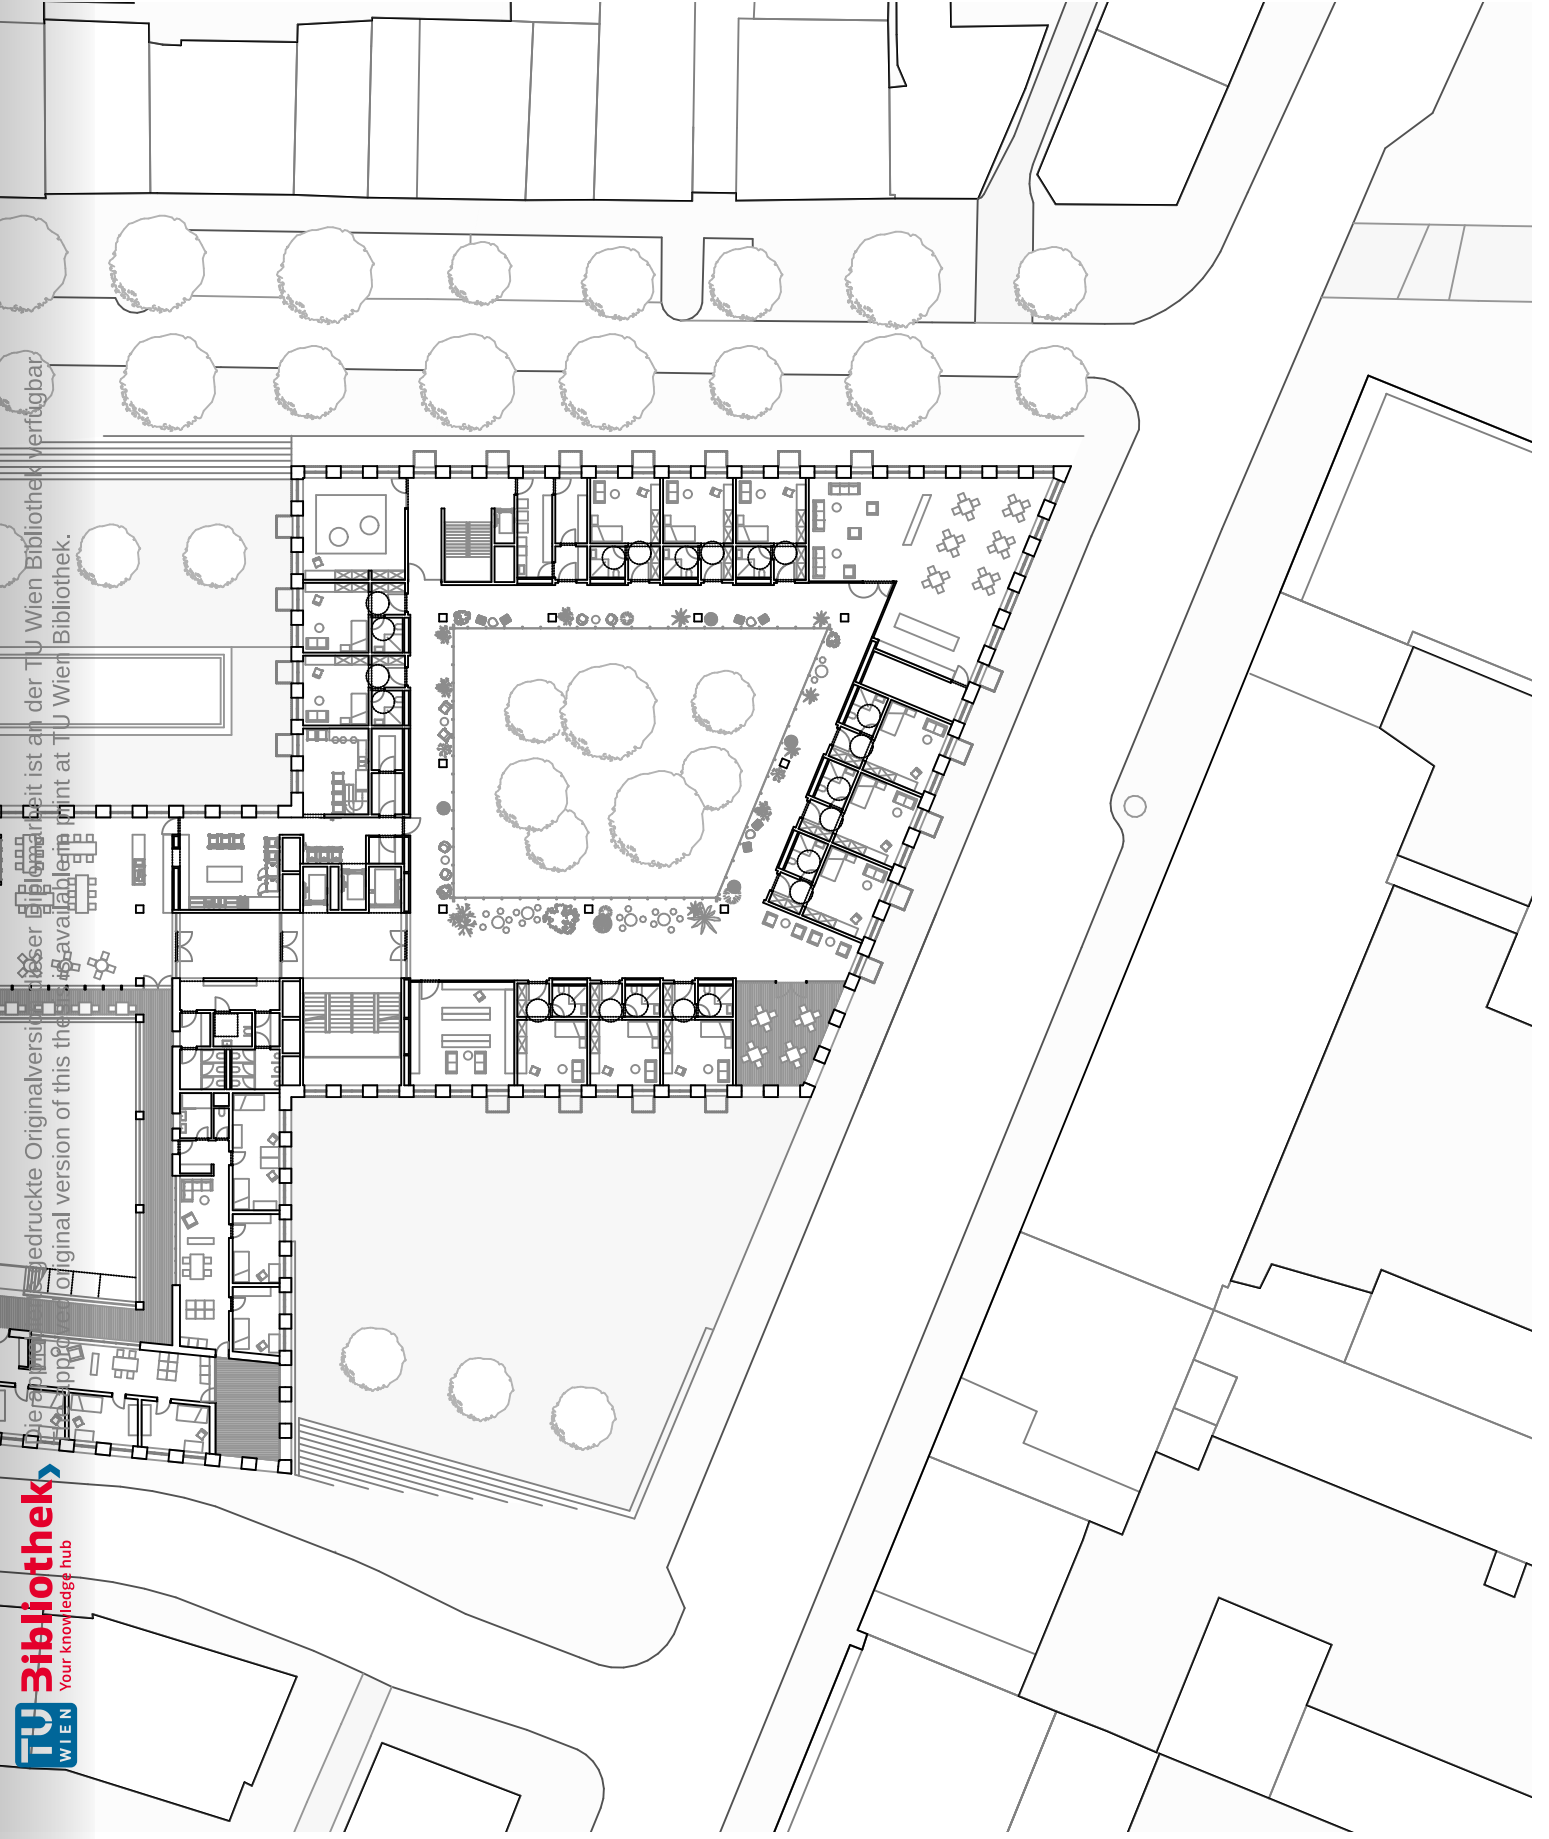 Die approbierte gedruckte Originalversion dieser Diplomarbeit ist an der TU Wien Bibliothek verfügbar
The approved original version of this thesis is available in print at TU Wien Bibliothek.
TU WIEN
Bibliothek
Your knowledge hub